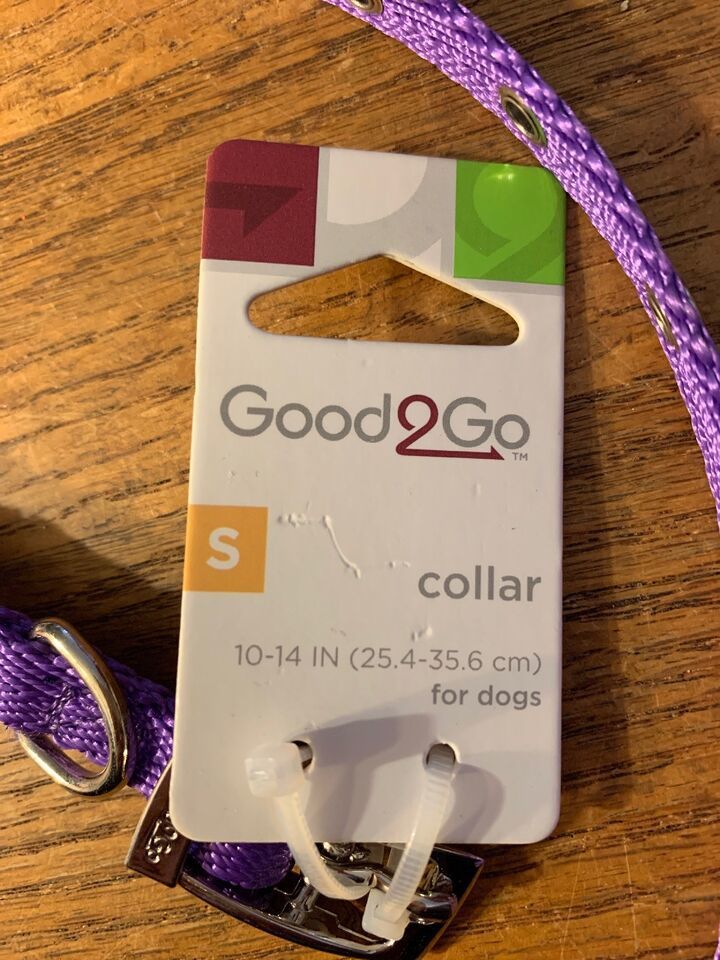 Good2Go™
S
collar
10-14 IN (25.4-35.6 cm)
for dogs